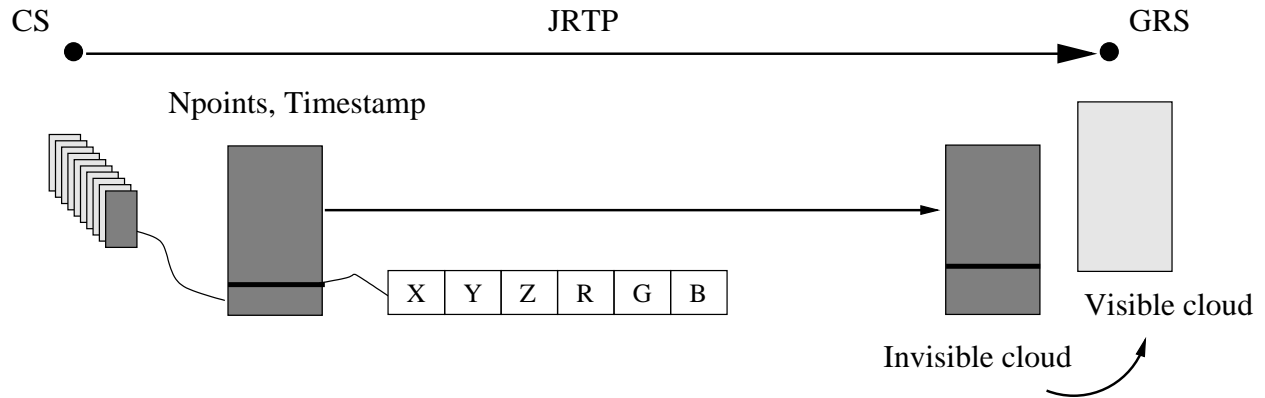 CS JRTP GRS
Npoints, Timestamp
X Y Z R G B
Visible cloud
Invisible cloud